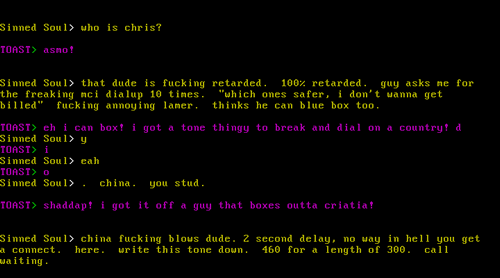 Sinned Soul> who is chris?
TOAST> asmo!
Sinned Soul> that dude is fucking retarded.  100% retarded.  guy asks me for
the freaking mci dialup 10 times.  "which ones safer, i don't wanna get
billed"  fucking annoying lamer.  thinks he can blue box too.
TOAST> eh i can box! i got a tone thingy to break and dial on a country! d
Sinned Soul> y
TOAST> i
Sinned Soul> eah
TOAST> o
Sinned Soul> .  china.  you stud.
TOAST> shaddap! i got it off a guy that boxes outta criatia!
Sinned Soul> china fucking blows dude. 2 second delay, no way in hell you get
a connect.  here.  write this tone down.  460 for a length of 300.  call
waiting.